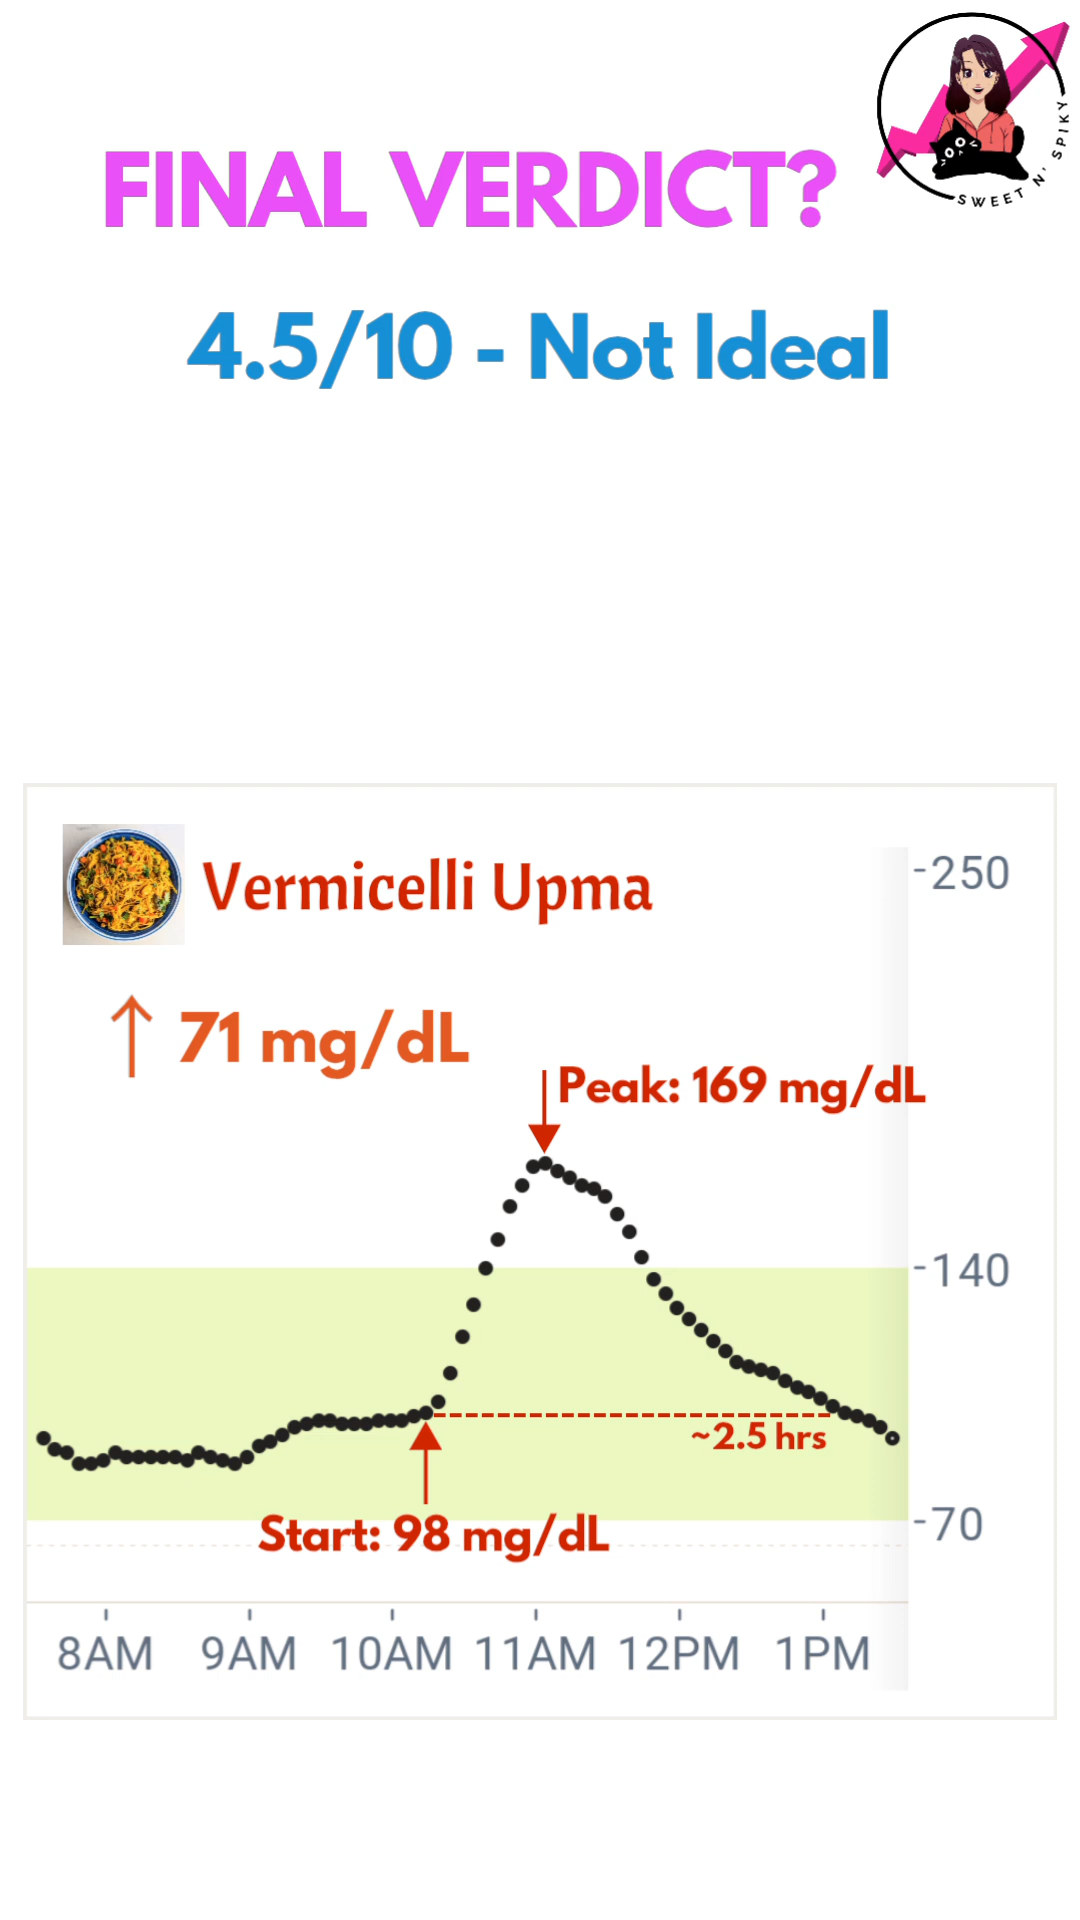 SWEET N' SPIKY
FINAL VERDICT?
4.5/10 - Not Ideal
Vermicelli Upma
-250
↑ 71 mg/dL
Peak: 169 mg/dL
-140
~2.5 hrs
Start: 98 mg/dL
-70
8AM 9AM 10AM 11AM 12PM 1PM